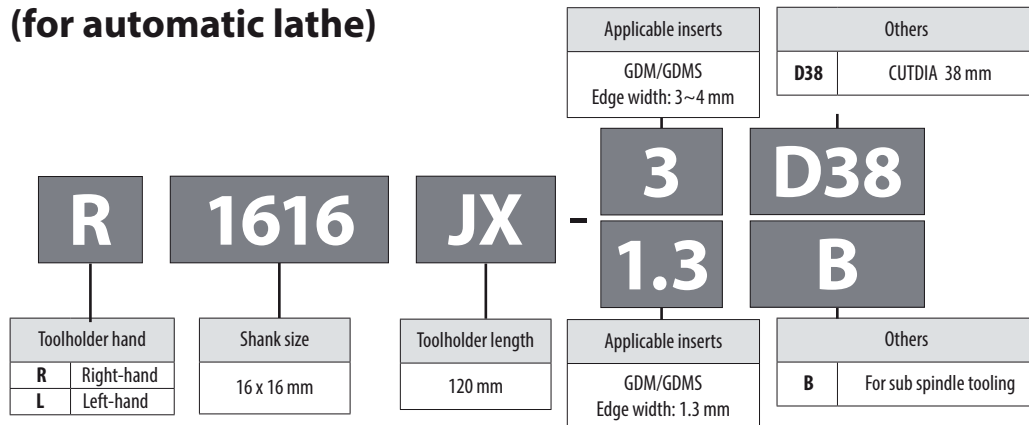 (for automatic lathe)
Applicable inserts
GDM/GDMS
Edge width: 3~4 mm
Others
D38 CUTDIA 38 mm
R 1616 JX - 3 D38
1.3 B
Toolholder hand
R Right-hand
L Left-hand
Shank size
16 x 16 mm
Toolholder length
120 mm
Applicable inserts
GDM/GDMS
Edge width: 1.3 mm
Others
B For sub spindle tooling